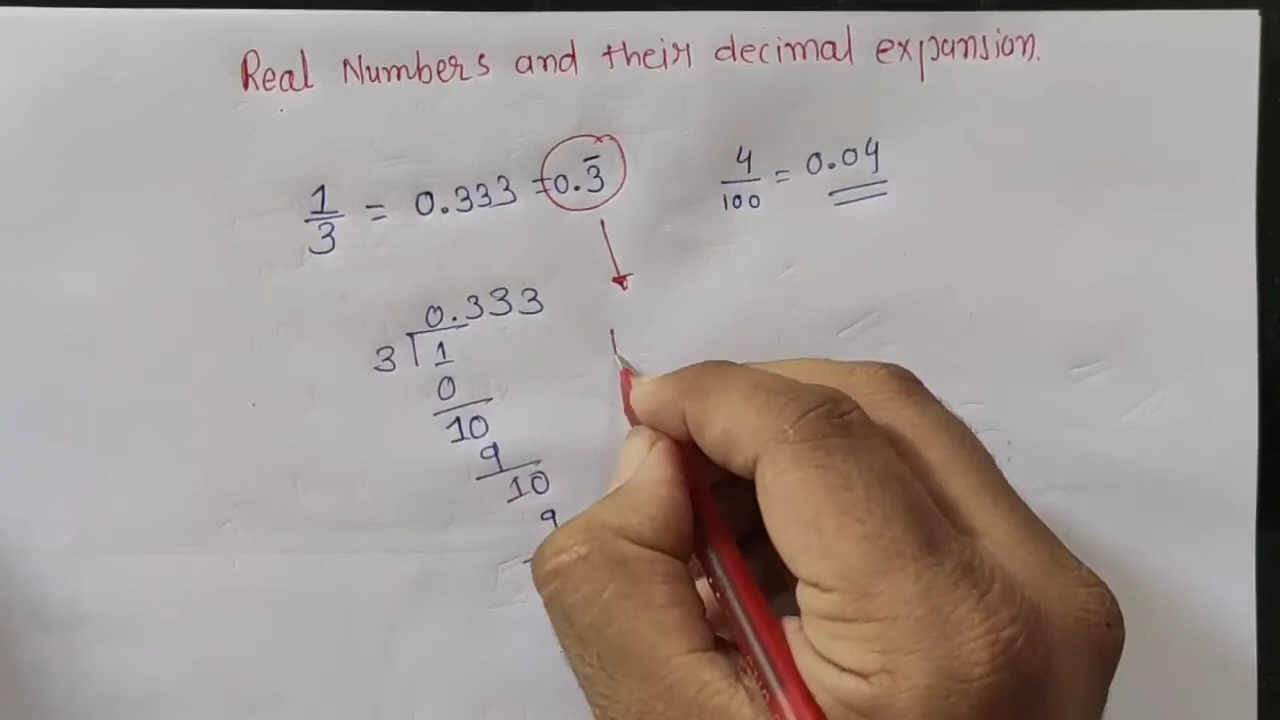 Real Numbers and their decimal expansion.
1/3 = 0.333 = 0.3̅
4/100 = 0.04
0.333
3 1
0
10
9
10
9